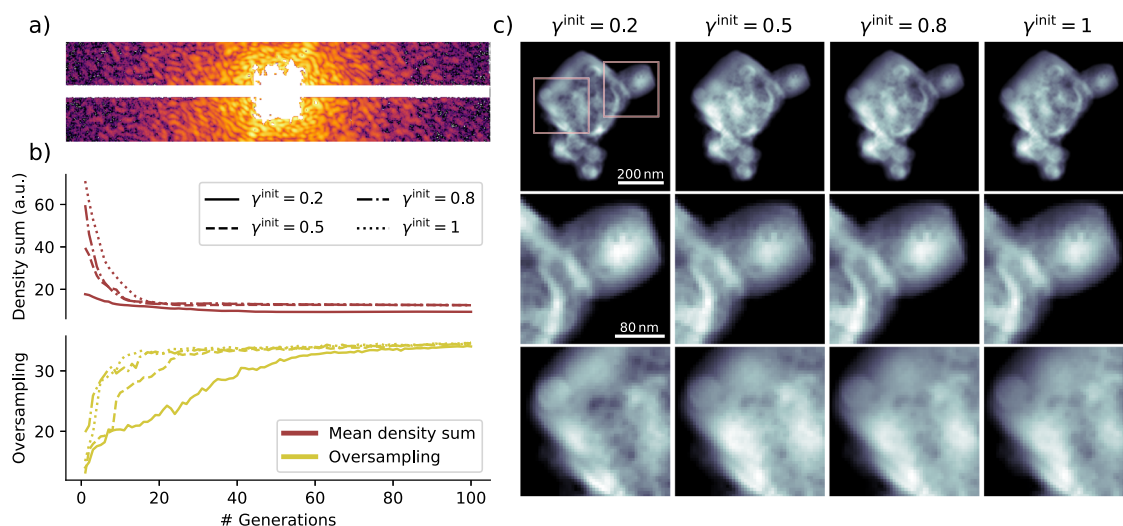 a)
b)
Density sum (a.u.)
60
40
20
γ^init = 0.2
γ^init = 0.5
γ^init = 0.8
γ^init = 1
Oversampling
30
20
Mean density sum
Oversampling
0
20
40
60
80
100
# Generations
c)
γ^init = 0.2
γ^init = 0.5
γ^init = 0.8
γ^init = 1
200 nm
80 nm